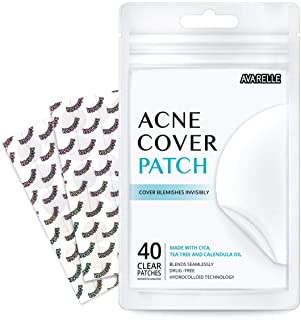 AVARELLE
ACNE
COVER
PATCH
COVER BLEMISHES INVISIBLY
40
CLEAR
PATCHES
MADE WITH CICA,
TEA TREE AND CALENDULA OIL
BLENDS SEAMLESSLY
DRUG-FREE
HYDROCOLLOID TECHNOLOGY